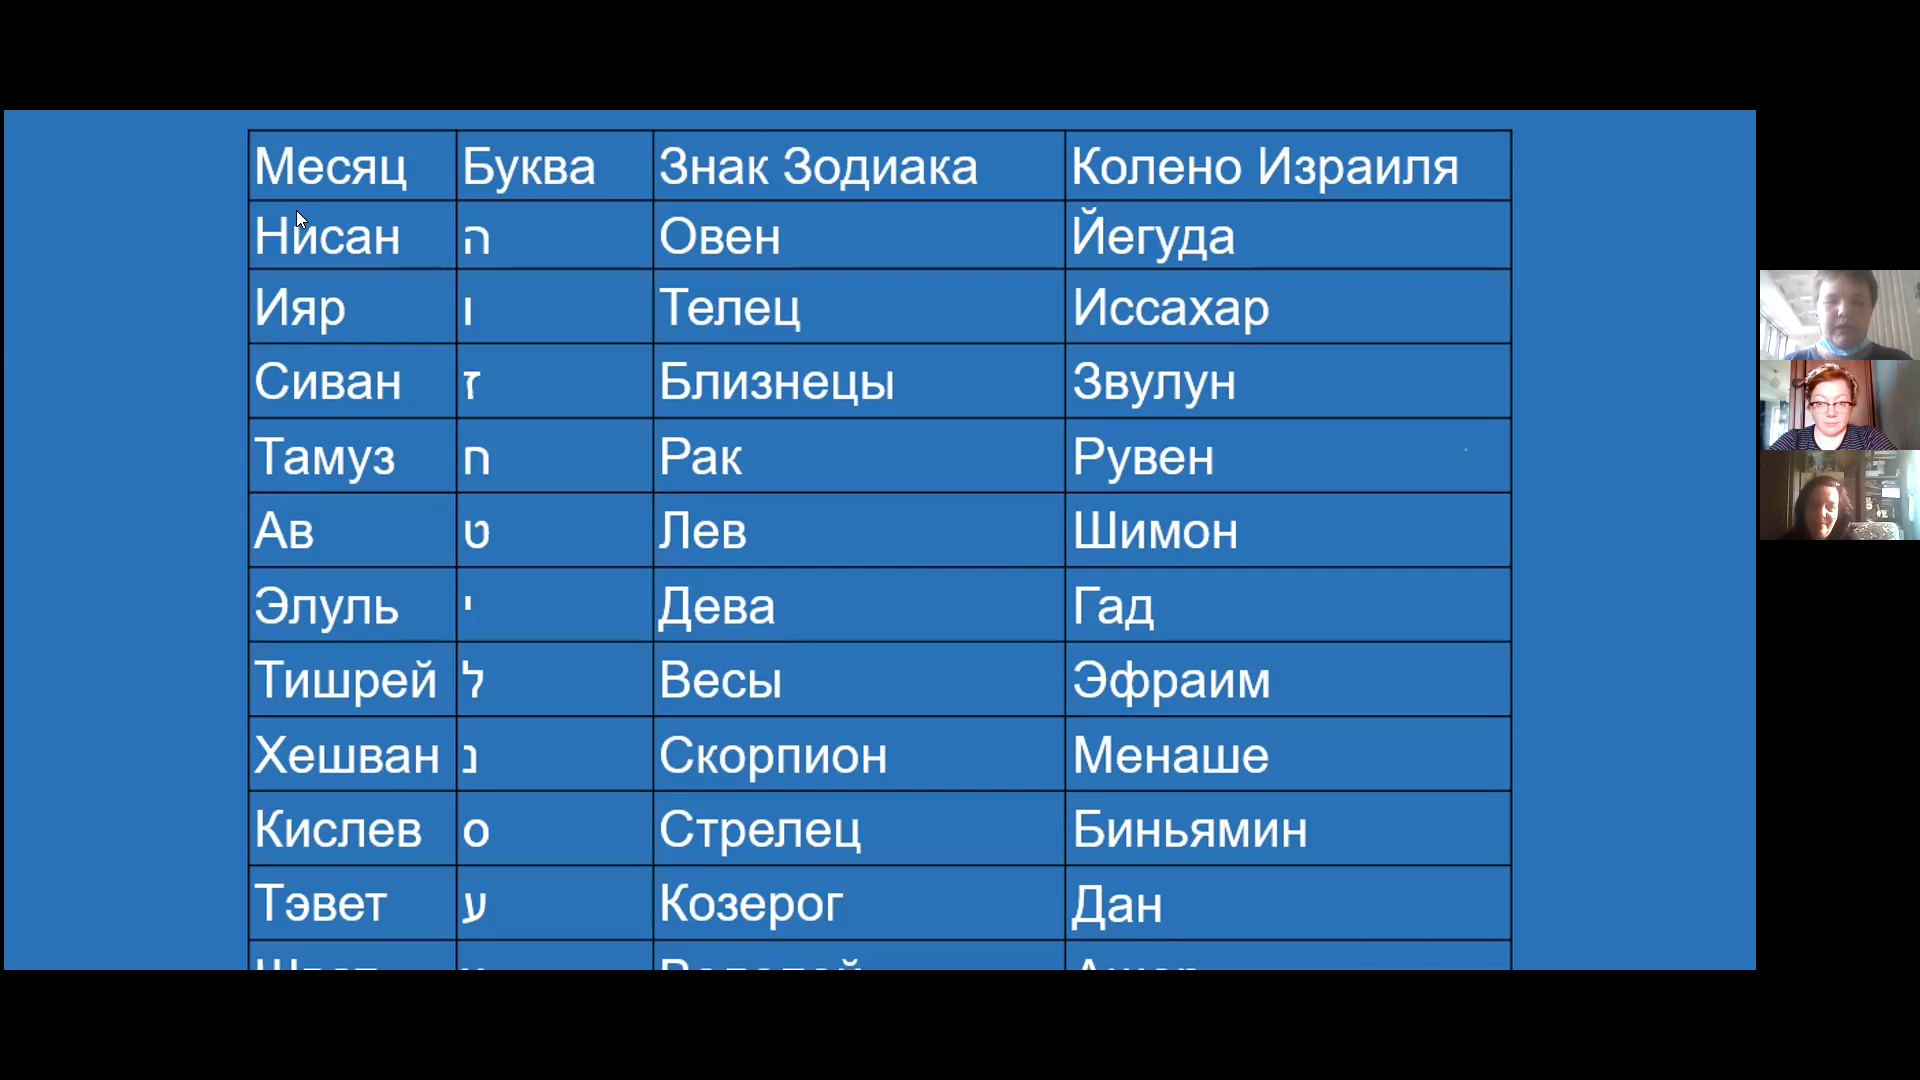 Месяц Буква Знак Зодиака Колено Израиля
Нисан ה Овен Йегуда
Ияр ו Телец Иссахар
Сиван ז Близнецы Звулун
Тамуз ח Рак Рувен
Ав ט Лев Шимон
Элуль י Дева Гад
Тишрей ל Весы Эфраим
Хешван נ Скорпион Менаше
Кислев ס Стрелец Биньямин
Тэвет ע Козерог Дан